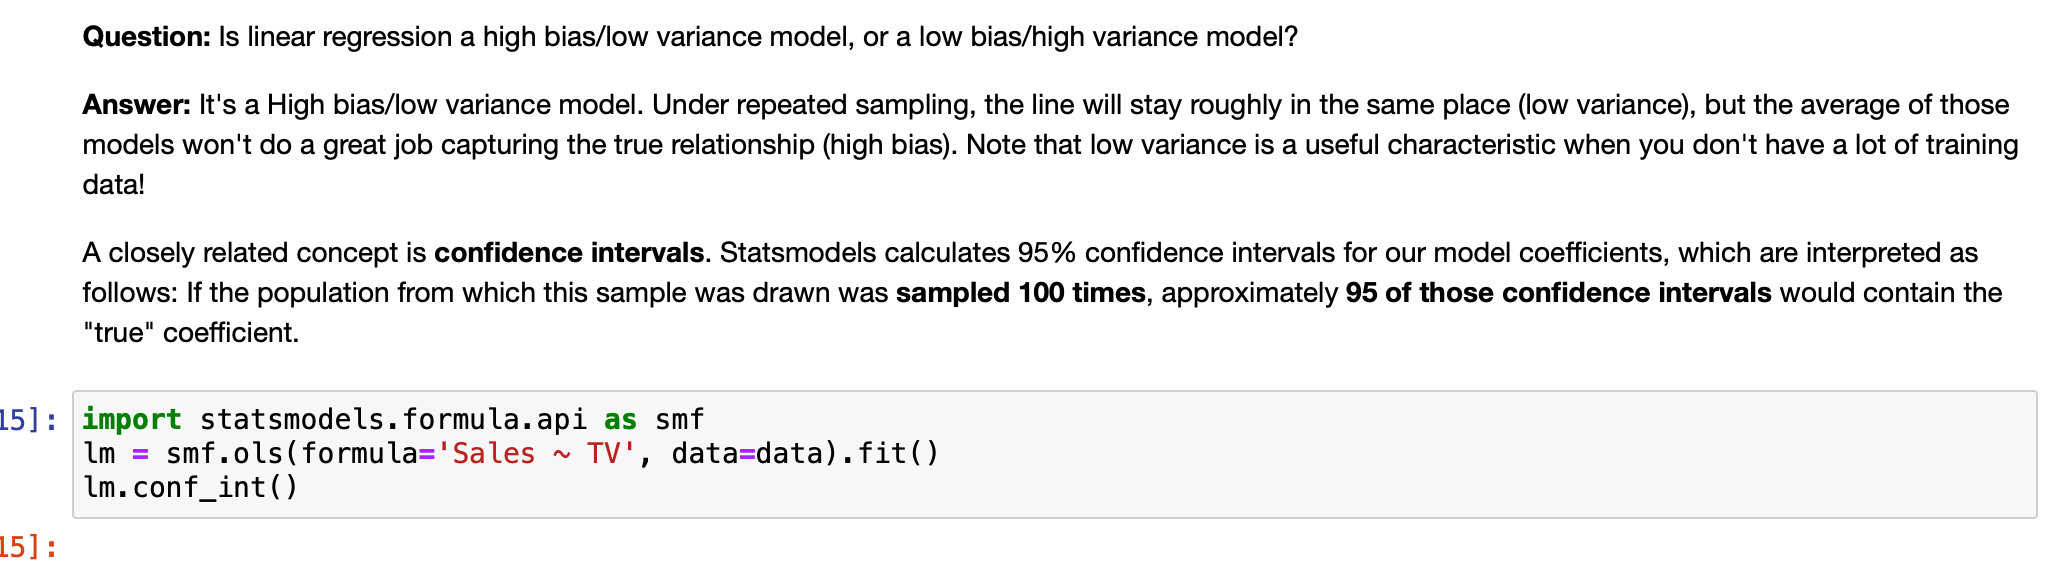 Question: Is linear regression a high bias/low variance model, or a low bias/high variance model?
Answer: It's a High bias/low variance model. Under repeated sampling, the line will stay roughly in the same place (low variance), but the average of those
models won't do a great job capturing the true relationship (high bias). Note that low variance is a useful characteristic when you don't have a lot of training
data!
A closely related concept is confidence intervals. Statsmodels calculates 95% confidence intervals for our model coefficients, which are interpreted as
follows: If the population from which this sample was drawn was sampled 100 times, approximately 95 of those confidence intervals would contain the
"true" coefficient.
15]: import statsmodels.formula.api as smf
lm = smf.ols(formula='Sales ~ TV', data=data).fit()
lm.conf_int()
15]: